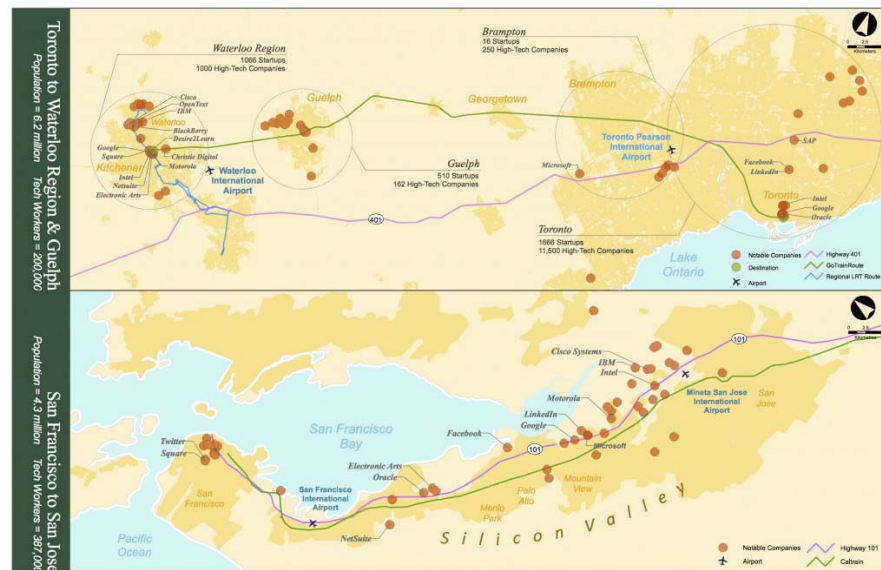 Toronto to Waterloo Region & Guelph
Population = 6.2 million Tech Workers = 200,000
Waterloo Region
1066 Startups
1000 High-Tech Companies
Brampton
16 Startups
250 High-Tech Companies
Cisco
OpenText
IBM
Waterloo
BlackBerry
Desire2Learn
Google
Square
Kitchener
Christie Digital
Motorola
Intel
Netsuite
Electronic Arts
Waterloo
International
Airport
Guelph
Guelph
510 Startups
162 High-Tech Companies
Georgetown
Brampton
Toronto Pearson
International
Airport
Microsoft
401
SAP
Facebook
LinkedIn
Toronto
Intel
Google
Oracle
Toronto
1666 Startups
11,500 High-Tech Companies
Lake
Ontario
0 2.5
Kilometers
Notable Companies
Destination
Airport
Highway 401
GoTrainRoute
Regional LRT Route
San Francisco to San Jose
Population = 4.3 million Tech Workers = 387,000
Twitter
Square
San
Francisco
Pacific
Ocean
San Francisco
Bay
San Francisco
International
Airport
Electronic Arts
Oracle
NetSuite
Facebook
101
Menlo
Park
Palo
Alto
Mountain
View
Silicon Valley
LinkedIn
Google
Microsoft
Motorola
Cisco Systems
IBM
Intel
101
Mineta San Jose
International
Airport
San
Jose
0 2.5
Kilometers
Notable Companies
Airport
Highway 101
Caltrain